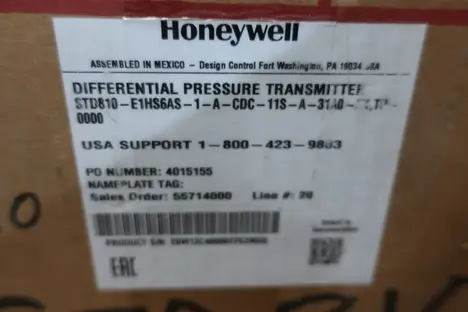 Honeywell
ASSEMBLED IN MEXICO - Design Control Fort Washington, PA 19034 USA
DIFFERENTIAL PRESSURE TRANSMITTER
STD810-E1HS6AS-1-A-CDC-11S-A-31A0-
0000
USA SUPPORT 1-800-423-9883
PO NUMBER: 4015155
NAMEPLATE TAG:
Sales Order: 55714000 Line #: 20
PRODUCT S/N:
EAC